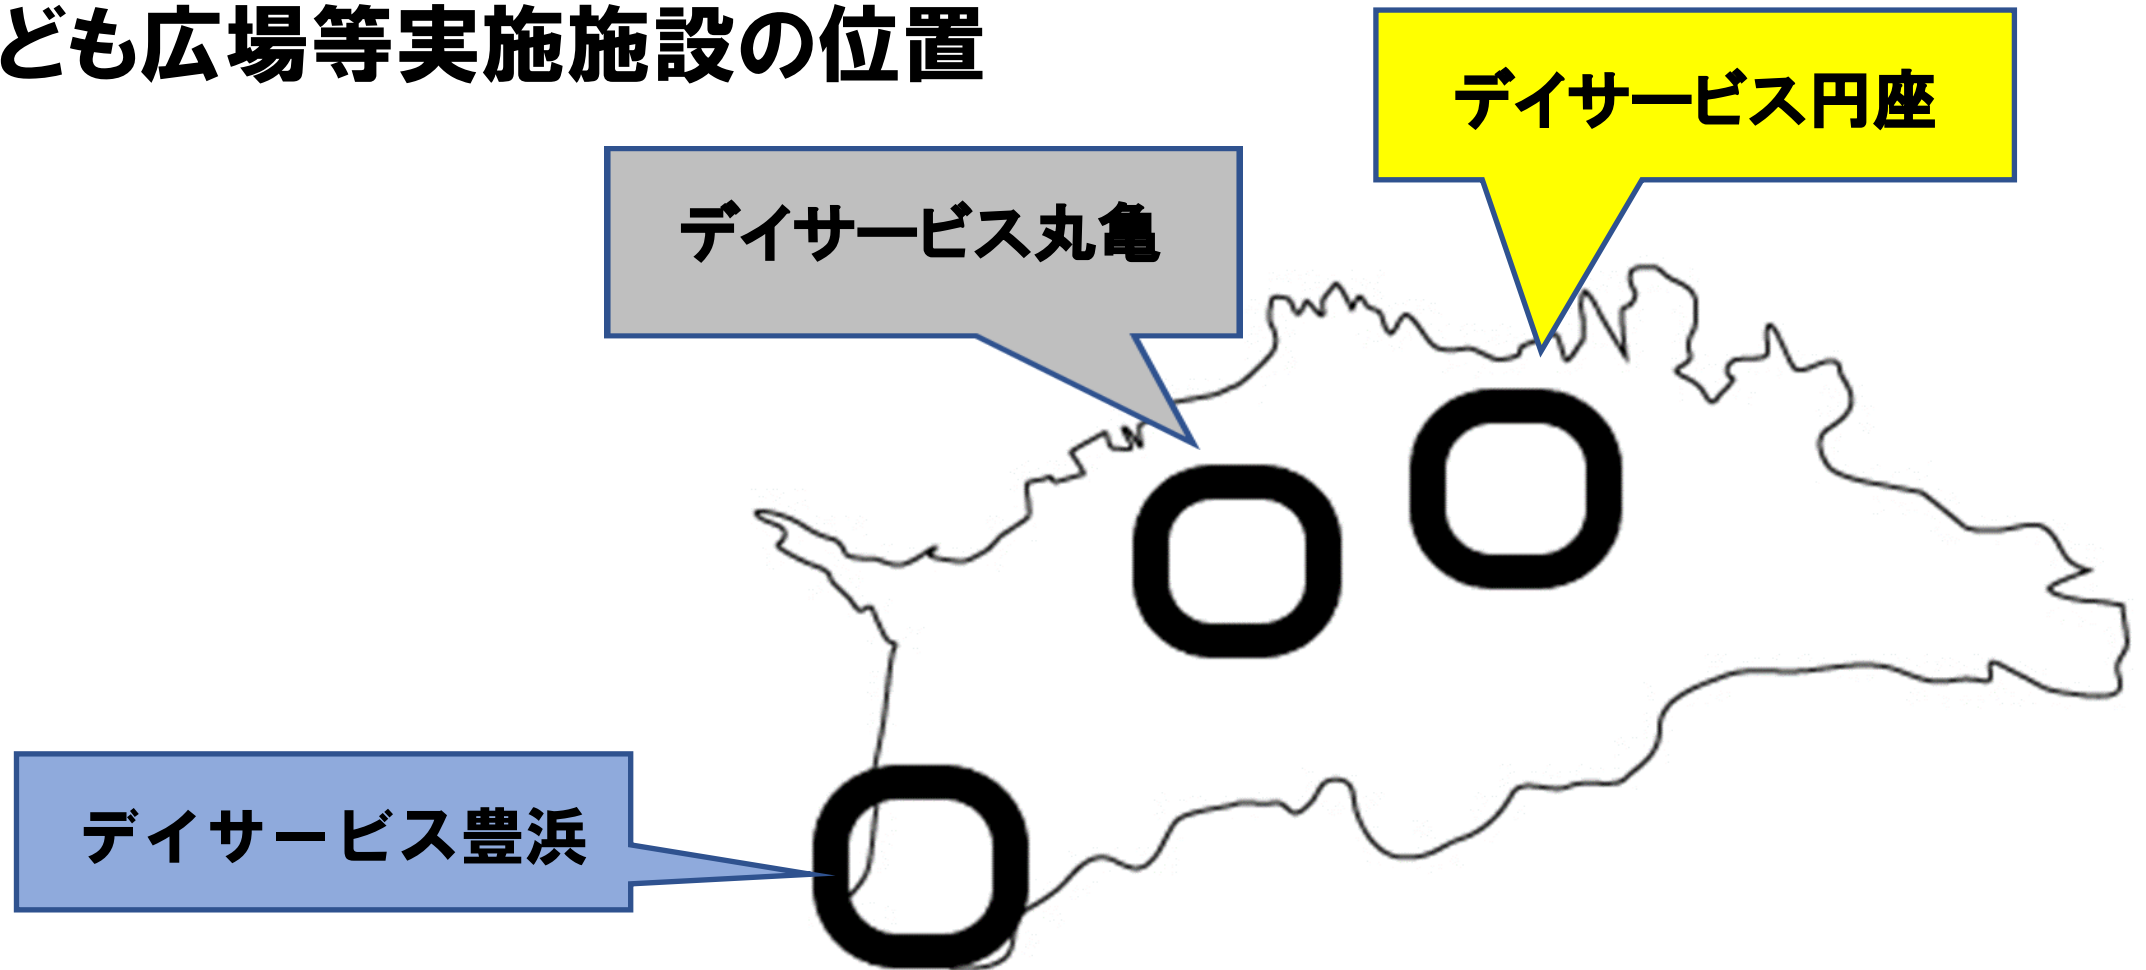 ども広場等実施施設の位置
デイサービス円座
デイサービス丸亀
デイサービス豊浜